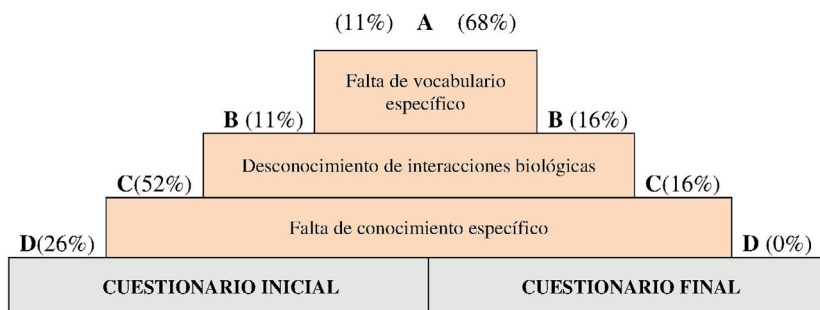 (11%) A (68%)
Falta de vocabulario
específico
B (11%) B (16%)
Desconocimiento de interacciones biológicas
C(52%) C(16%)
Falta de conocimiento específico
D(26%) D (0%)
CUESTIONARIO INICIAL CUESTIONARIO FINAL